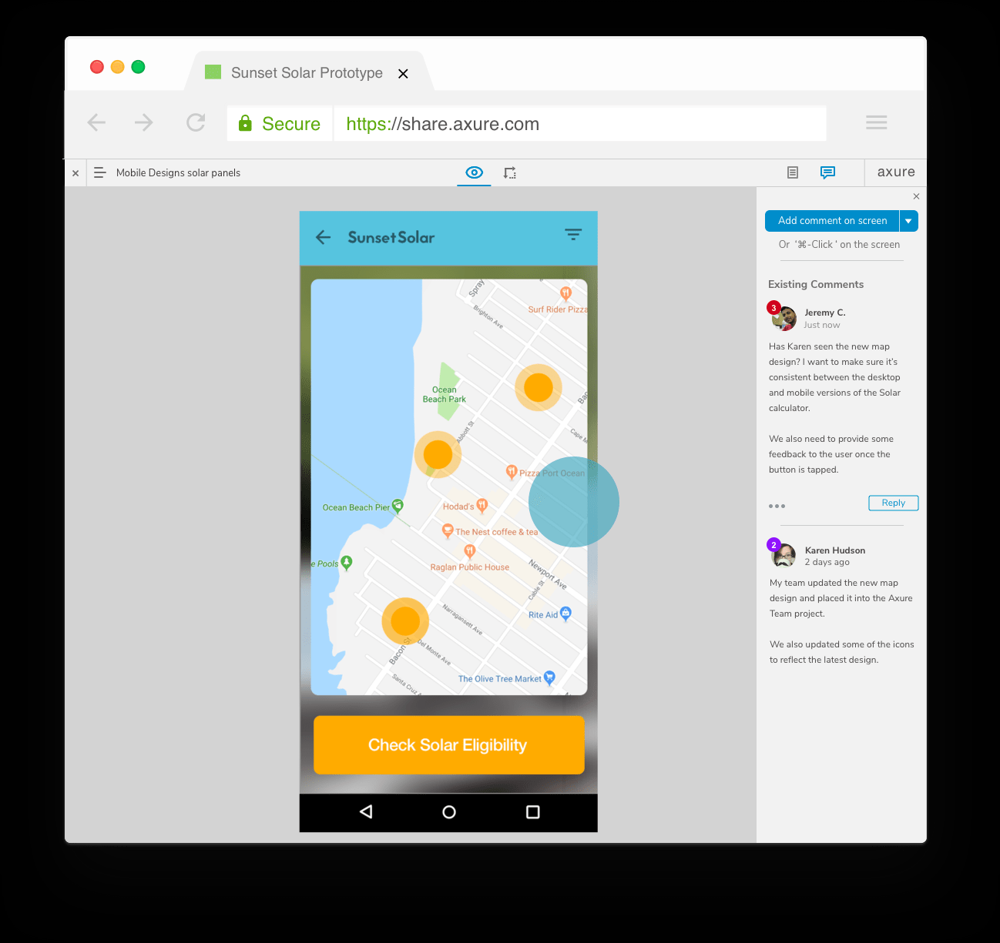 Sunset Solar Prototype
Secure
https://share.axure.com
Mobile Designs solar panels
axure
SunsetSolar
Spray
Brighton Ave
Surf Rider Pizza
Ocean
Beach Park
Abbott St
Cape M
Pizza Port Ocean
Hodad's
Ocean Beach Pier
The Nest coffee & tea
Raglan Public House
e Pools
Newport Ave
Cable St
Rite Aid
Narragansett Ave
Bacon S
Del Monte Ave
Santa Cruz A
The Olive Tree Market
Check Solar Eligibility
Add comment on screen
Or '⌘-Click ' on the screen
Existing Comments
3
Jeremy C.
Just now
Has Karen seen the new map
design? I want to make sure it's
consistent between the desktop
and mobile versions of the Solar
calculator.
We also need to provide some
feedback to the user once the
button is tapped.
Reply
2
Karen Hudson
2 days ago
My team updated the new map
design and placed it into the Axure
Team project.
We also updated some of the icons
to reflect the latest design.